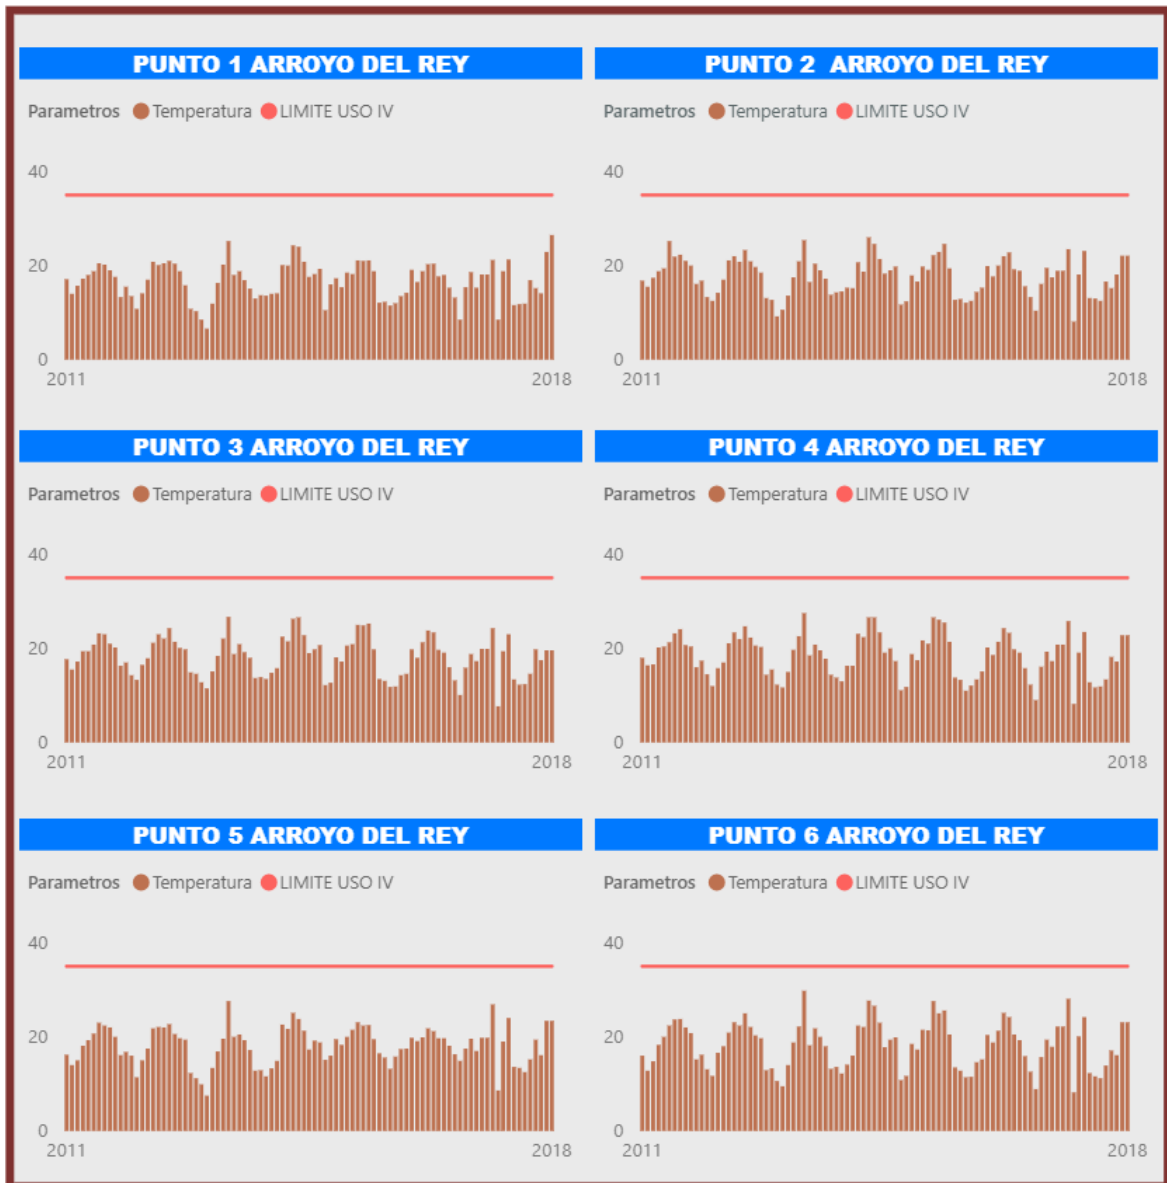 PUNTO 1 ARROYO DEL REY
Parametros Temperatura LIMITE USO IV
40
20
0
2011 2018
PUNTO 2 ARROYO DEL REY
Parametros Temperatura LIMITE USO IV
40
20
0
2011 2018
PUNTO 3 ARROYO DEL REY
Parametros Temperatura LIMITE USO IV
40
20
0
2011 2018
PUNTO 4 ARROYO DEL REY
Parametros Temperatura LIMITE USO IV
40
20
0
2011 2018
PUNTO 5 ARROYO DEL REY
Parametros Temperatura LIMITE USO IV
40
20
0
2011 2018
PUNTO 6 ARROYO DEL REY
Parametros Temperatura LIMITE USO IV
40
20
0
2011 2018